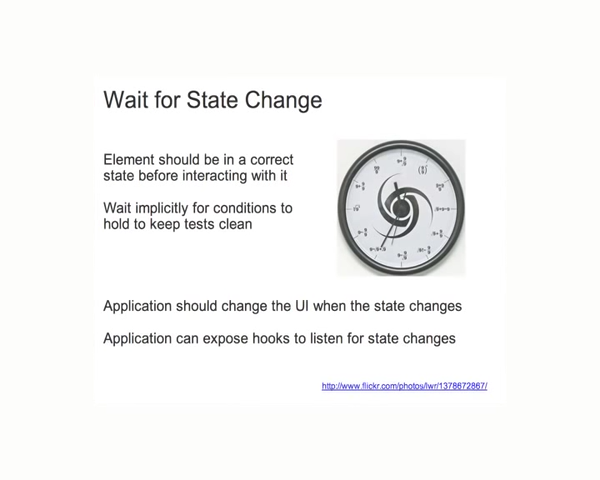 Wait for State Change
Element should be in a correct
state before interacting with it
Wait implicitly for conditions to
hold to keep tests clean
Application should change the UI when the state changes
Application can expose hooks to listen for state changes
http://www.flickr.com/photos/lwr/1378672867/